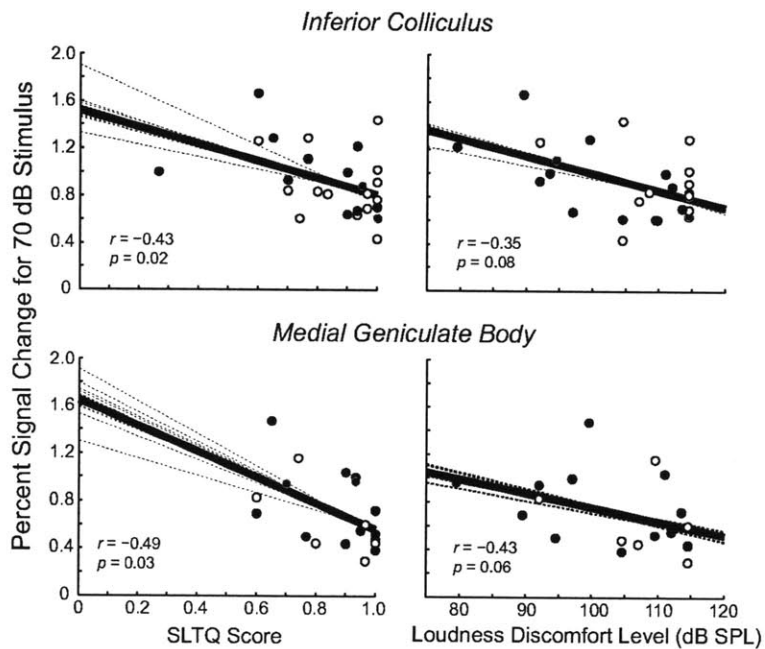 Inferior Colliculus
Percent Signal Change for 70 dB Stimulus
2.0
1.6
1.2
0.8
0.4
0
r = −0.43
p = 0.02
r = −0.35
p = 0.08
Medial Geniculate Body
2.0
1.6
1.2
0.8
0.4
0
r = −0.49
p = 0.03
r = −0.43
p = 0.06
0 0.2 0.4 0.6 0.8 1.0
80 90 100 110 120
SLTQ Score
Loudness Discomfort Level (dB SPL)